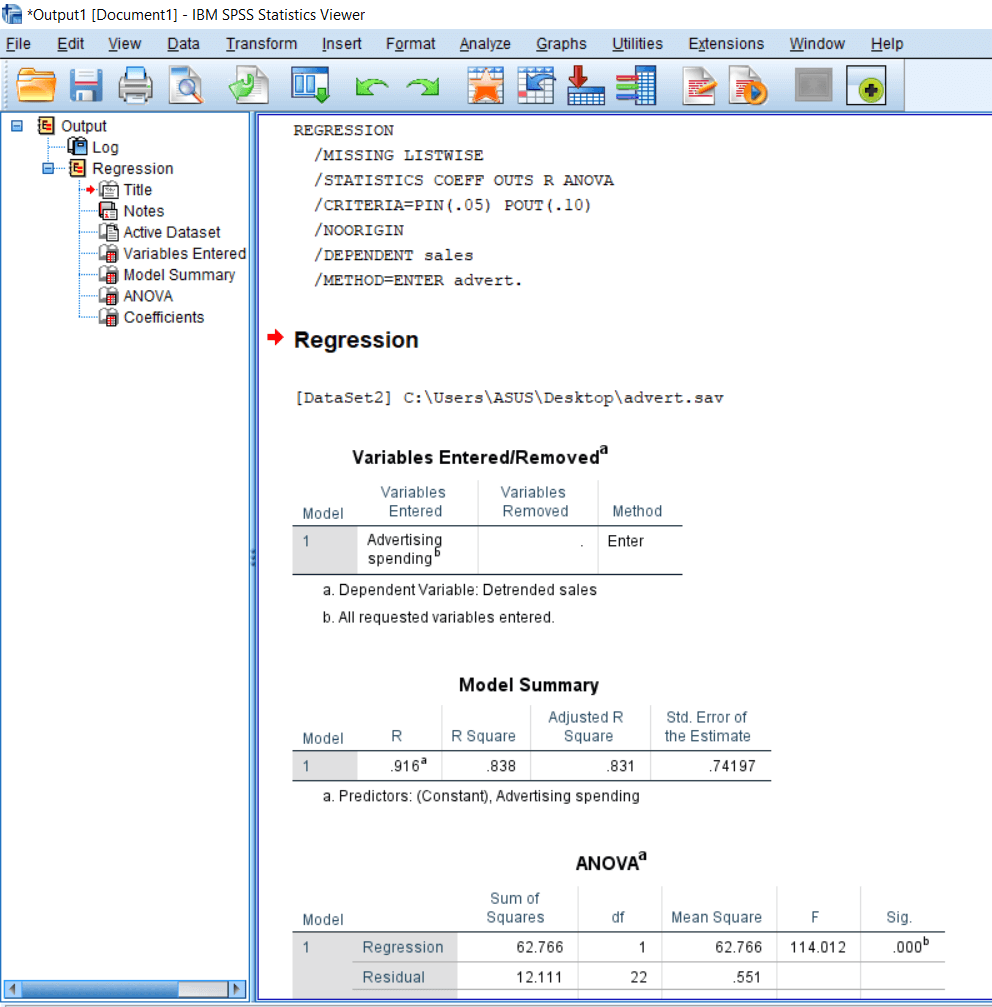 *Output1 [Document1] - IBM SPSS Statistics Viewer
File Edit View Data Transform Insert Format Analyze Graphs Utilities Extensions Window Help
Output
Log
Regression
Title
Notes
Active Dataset
Variables Entered
Model Summary
ANOVA
Coefficients
REGRESSION
/MISSING LISTWISE
/STATISTICS COEFF OUTS R ANOVA
/CRITERIA=PIN(.05) POUT(.10)
/NOORIGIN
/DEPENDENT sales
/METHOD=ENTER advert.
Regression
[DataSet2] C:\Users\ASUS\Desktop\advert.sav
Variables Entered/Removedᵃ
Model Variables Entered Variables Removed Method
1 Advertising spendingᵇ . Enter
a. Dependent Variable: Detrended sales
b. All requested variables entered.
Model Summary
Model R R Square Adjusted R Square Std. Error of the Estimate
1 .916ᵃ .838 .831 .74197
a. Predictors: (Constant), Advertising spending
ANOVAᵃ
Model Sum of Squares df Mean Square F Sig.
1 Regression 62.766 1 62.766 114.012 .000ᵇ
Residual 12.111 22 .551